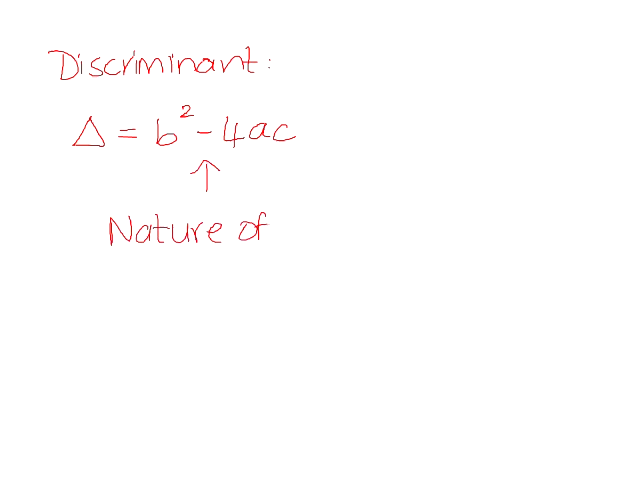 Discriminant:
Δ = b² - 4ac
↑
Nature of